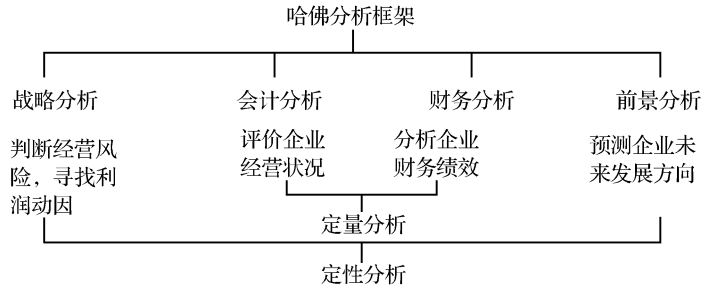 哈佛分析框架
战略分析
会计分析
财务分析
前景分析
判断经营风
险，寻找利
润动因
评价企业
经营状况
分析企业
财务绩效
预测企业未
来发展方向
定量分析
定性分析